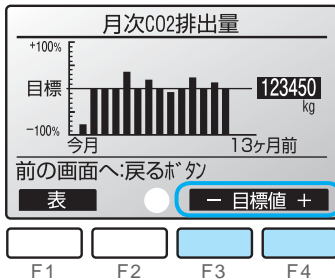 月次CO2排出量
+100%
目標
123450
kg
-100%
今月 13ヶ月前
前の画面へ:戻るボタン
表 － 目標値 ＋
F1 F2 F3 F4